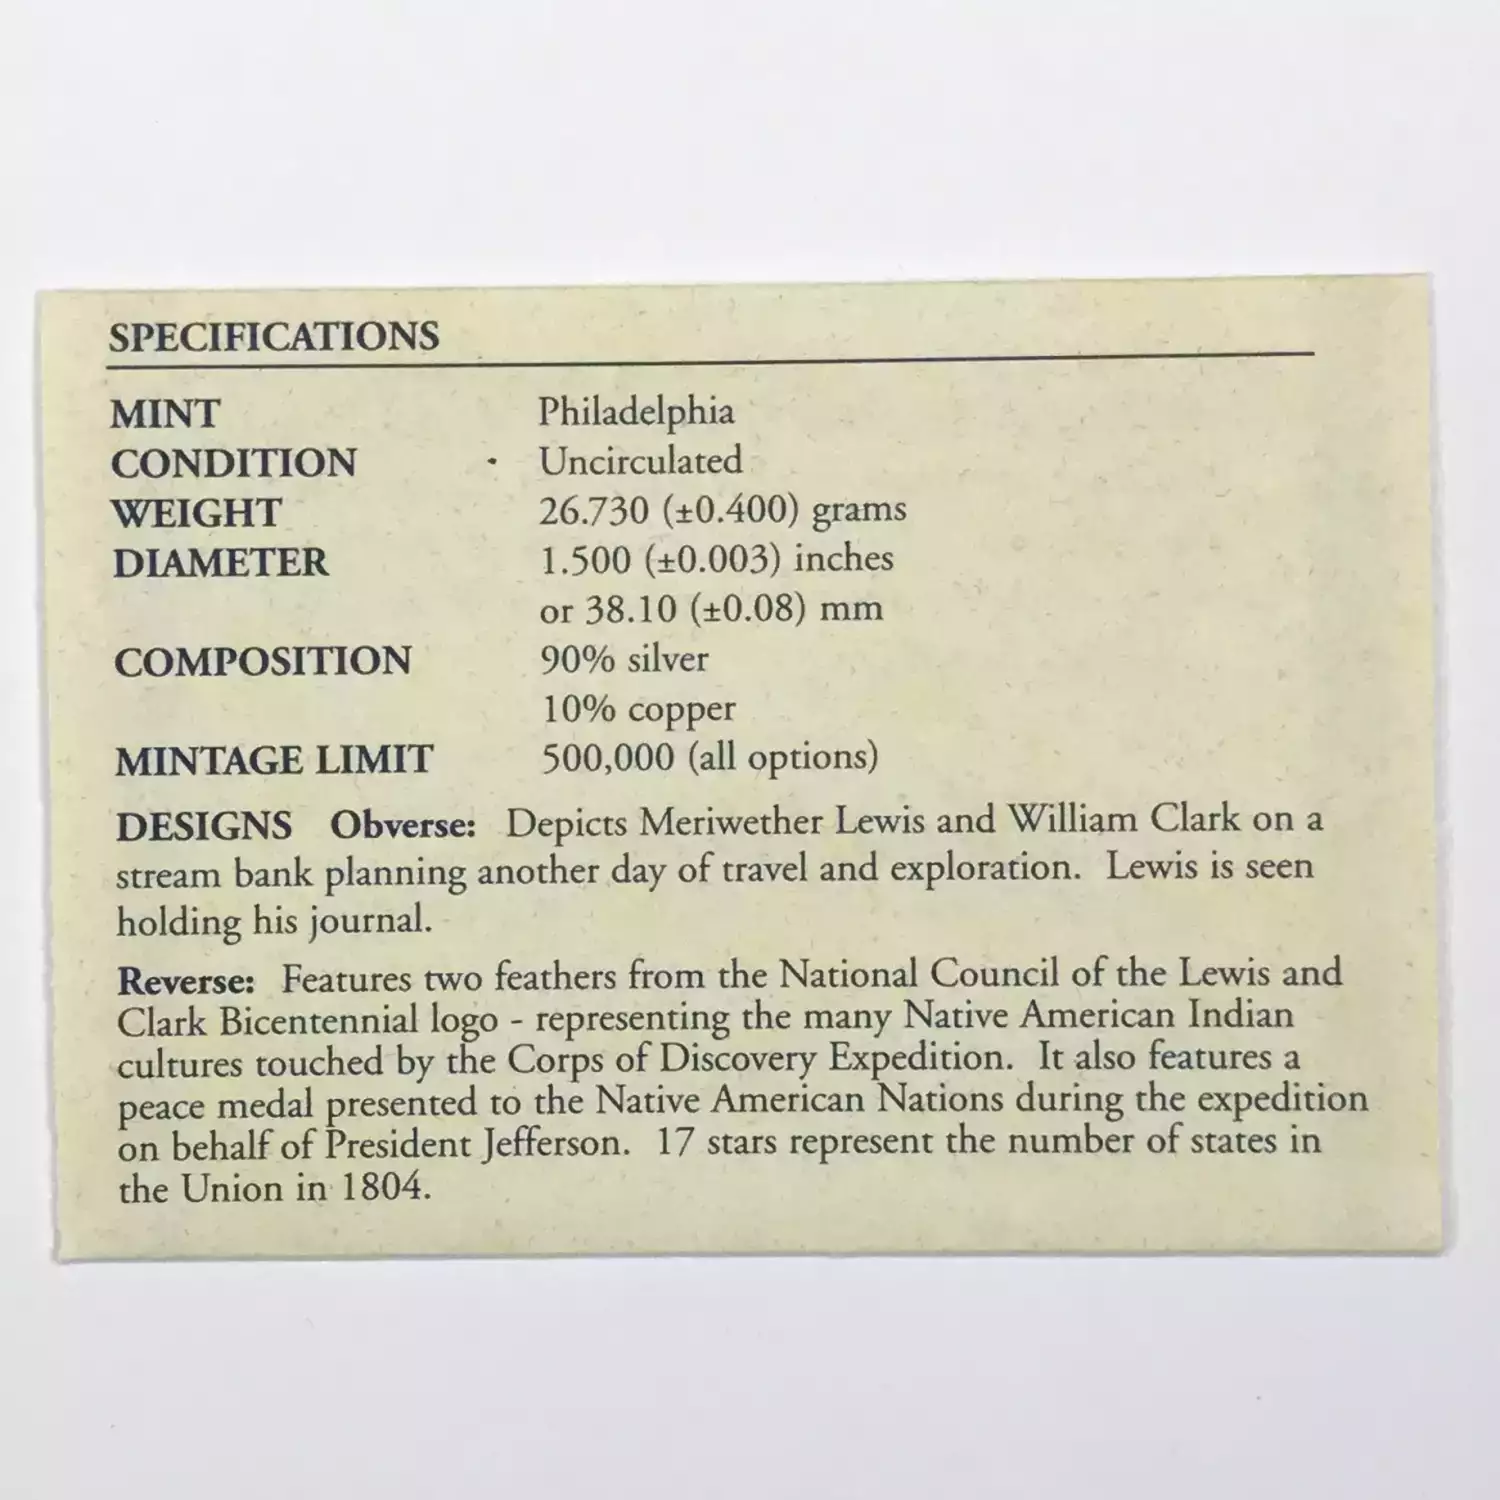 SPECIFICATIONS
MINT Philadelphia
CONDITION Uncirculated
WEIGHT 26.730 (±0.400) grams
DIAMETER 1.500 (±0.003) inches
or 38.10 (±0.08) mm
COMPOSITION 90% silver
10% copper
MINTAGE LIMIT 500,000 (all options)
DESIGNS Obverse: Depicts Meriwether Lewis and William Clark on a
stream bank planning another day of travel and exploration. Lewis is seen
holding his journal.
Reverse: Features two feathers from the National Council of the Lewis and
Clark Bicentennial logo - representing the many Native American Indian
cultures touched by the Corps of Discovery Expedition. It also features a
peace medal presented to the Native American Nations during the expedition
on behalf of President Jefferson. 17 stars represent the number of states in
the Union in 1804.